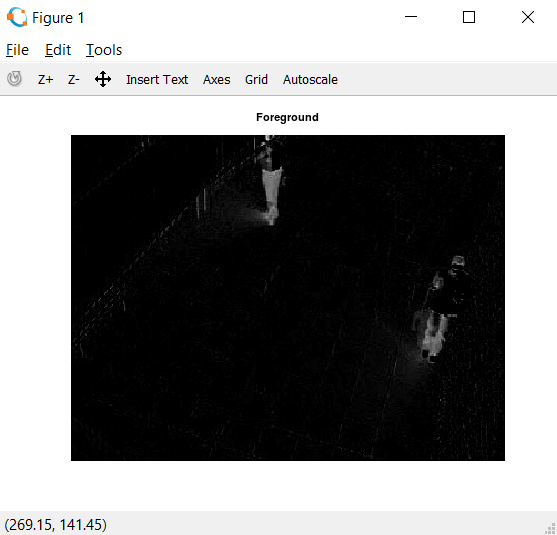 Figure 1
File Edit Tools
Z+ Z- Insert Text Axes Grid Autoscale
Foreground
(269.15, 141.45)